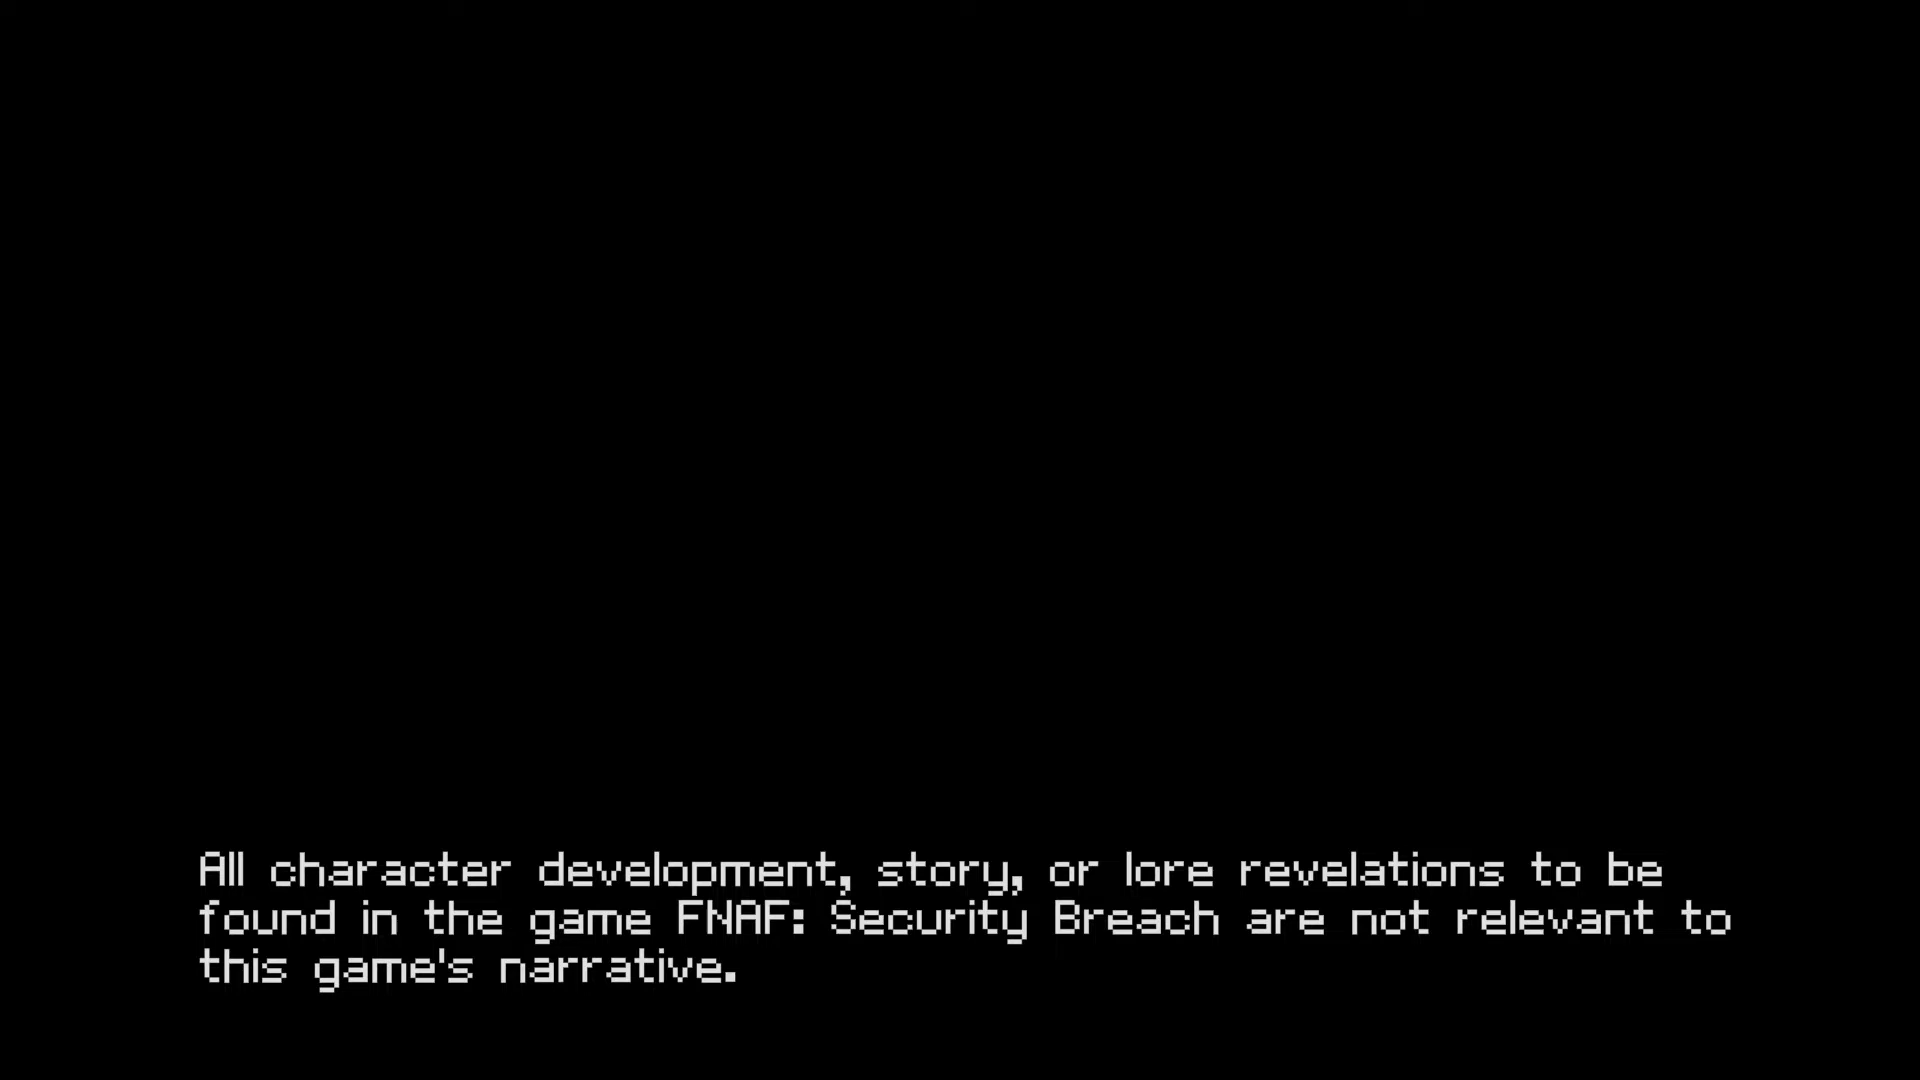 All character development, story, or lore revelations to be
found in the game FNAF: Security Breach are not relevant to
this game's narrative.